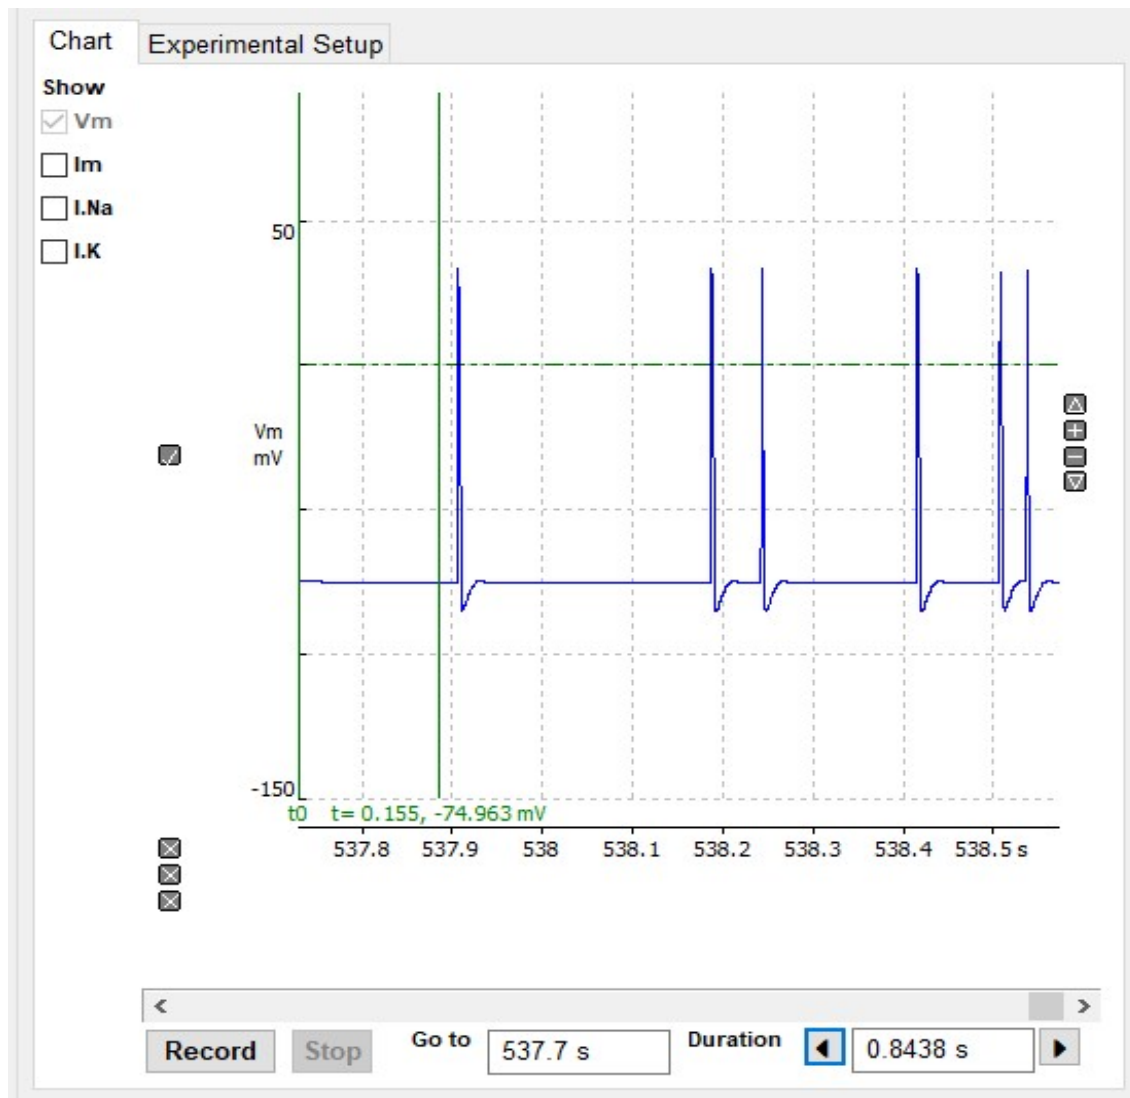 Chart
Experimental Setup
Show
Vm
Im
I.Na
I.K
50
Vm
mV
-150
t0 t= 0.155, -74.963 mV
537.8 537.9 538 538.1 538.2 538.3 538.4 538.5 s
Record
Stop
Go to
537.7 s
Duration
0.8438 s